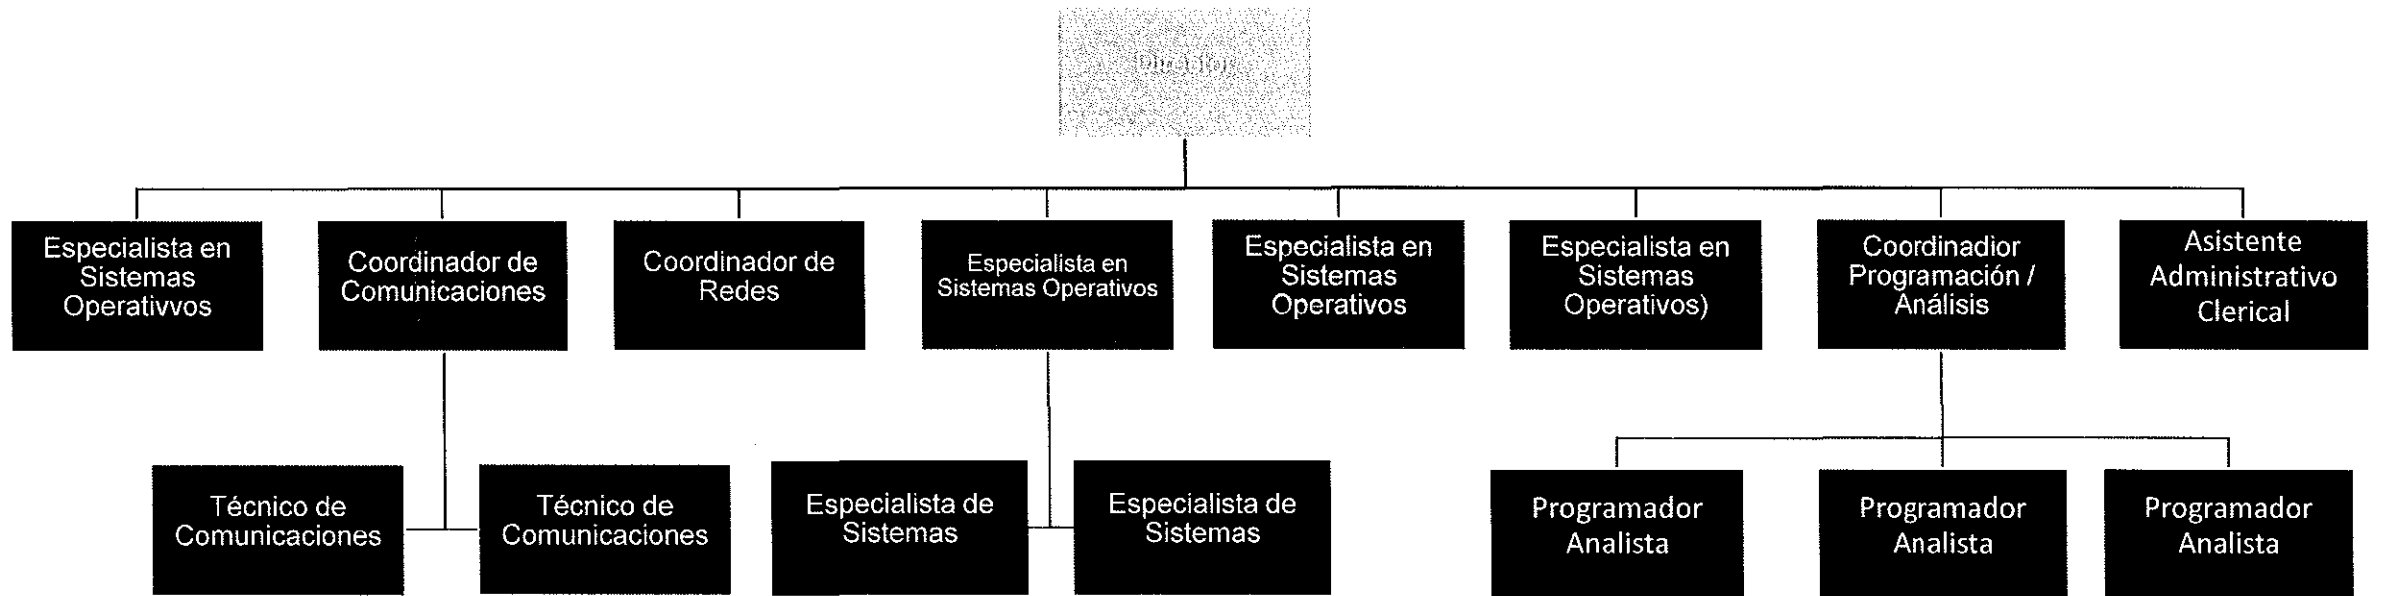 Especialista en
Sistemas
Operativvos
Coordinador de
Comunicaciones
Coordinador de
Redes
Especialista en
Sistemas Operativos
Especialista en
Sistemas
Operativos
Especialista en
Sistemas
Operativos)
Coordinadior
Programación /
Análisis
Asistente
Administrativo
Clerical
Técnico de
Comunicaciones
Técnico de
Comunicaciones
Especialista de
Sistemas
Especialista de
Sistemas
Programador
Analista
Programador
Analista
Programador
Analista